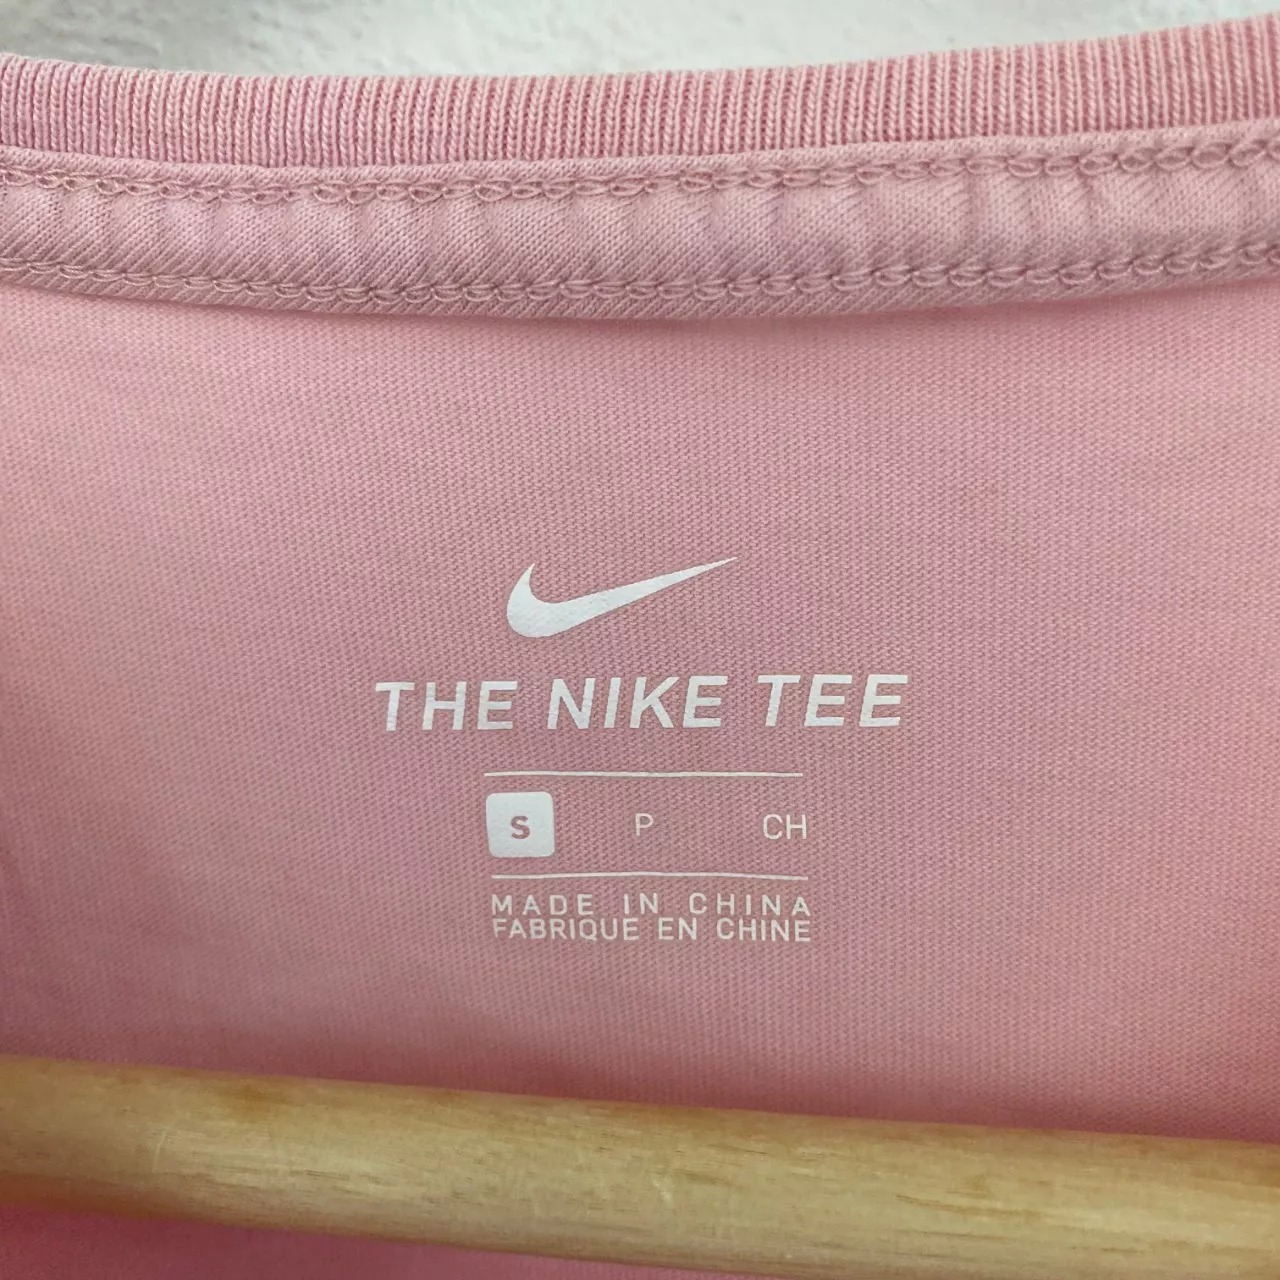 THE NIKE TEE
S P CH
MADE IN CHINA
FABRIQUE EN CHINE